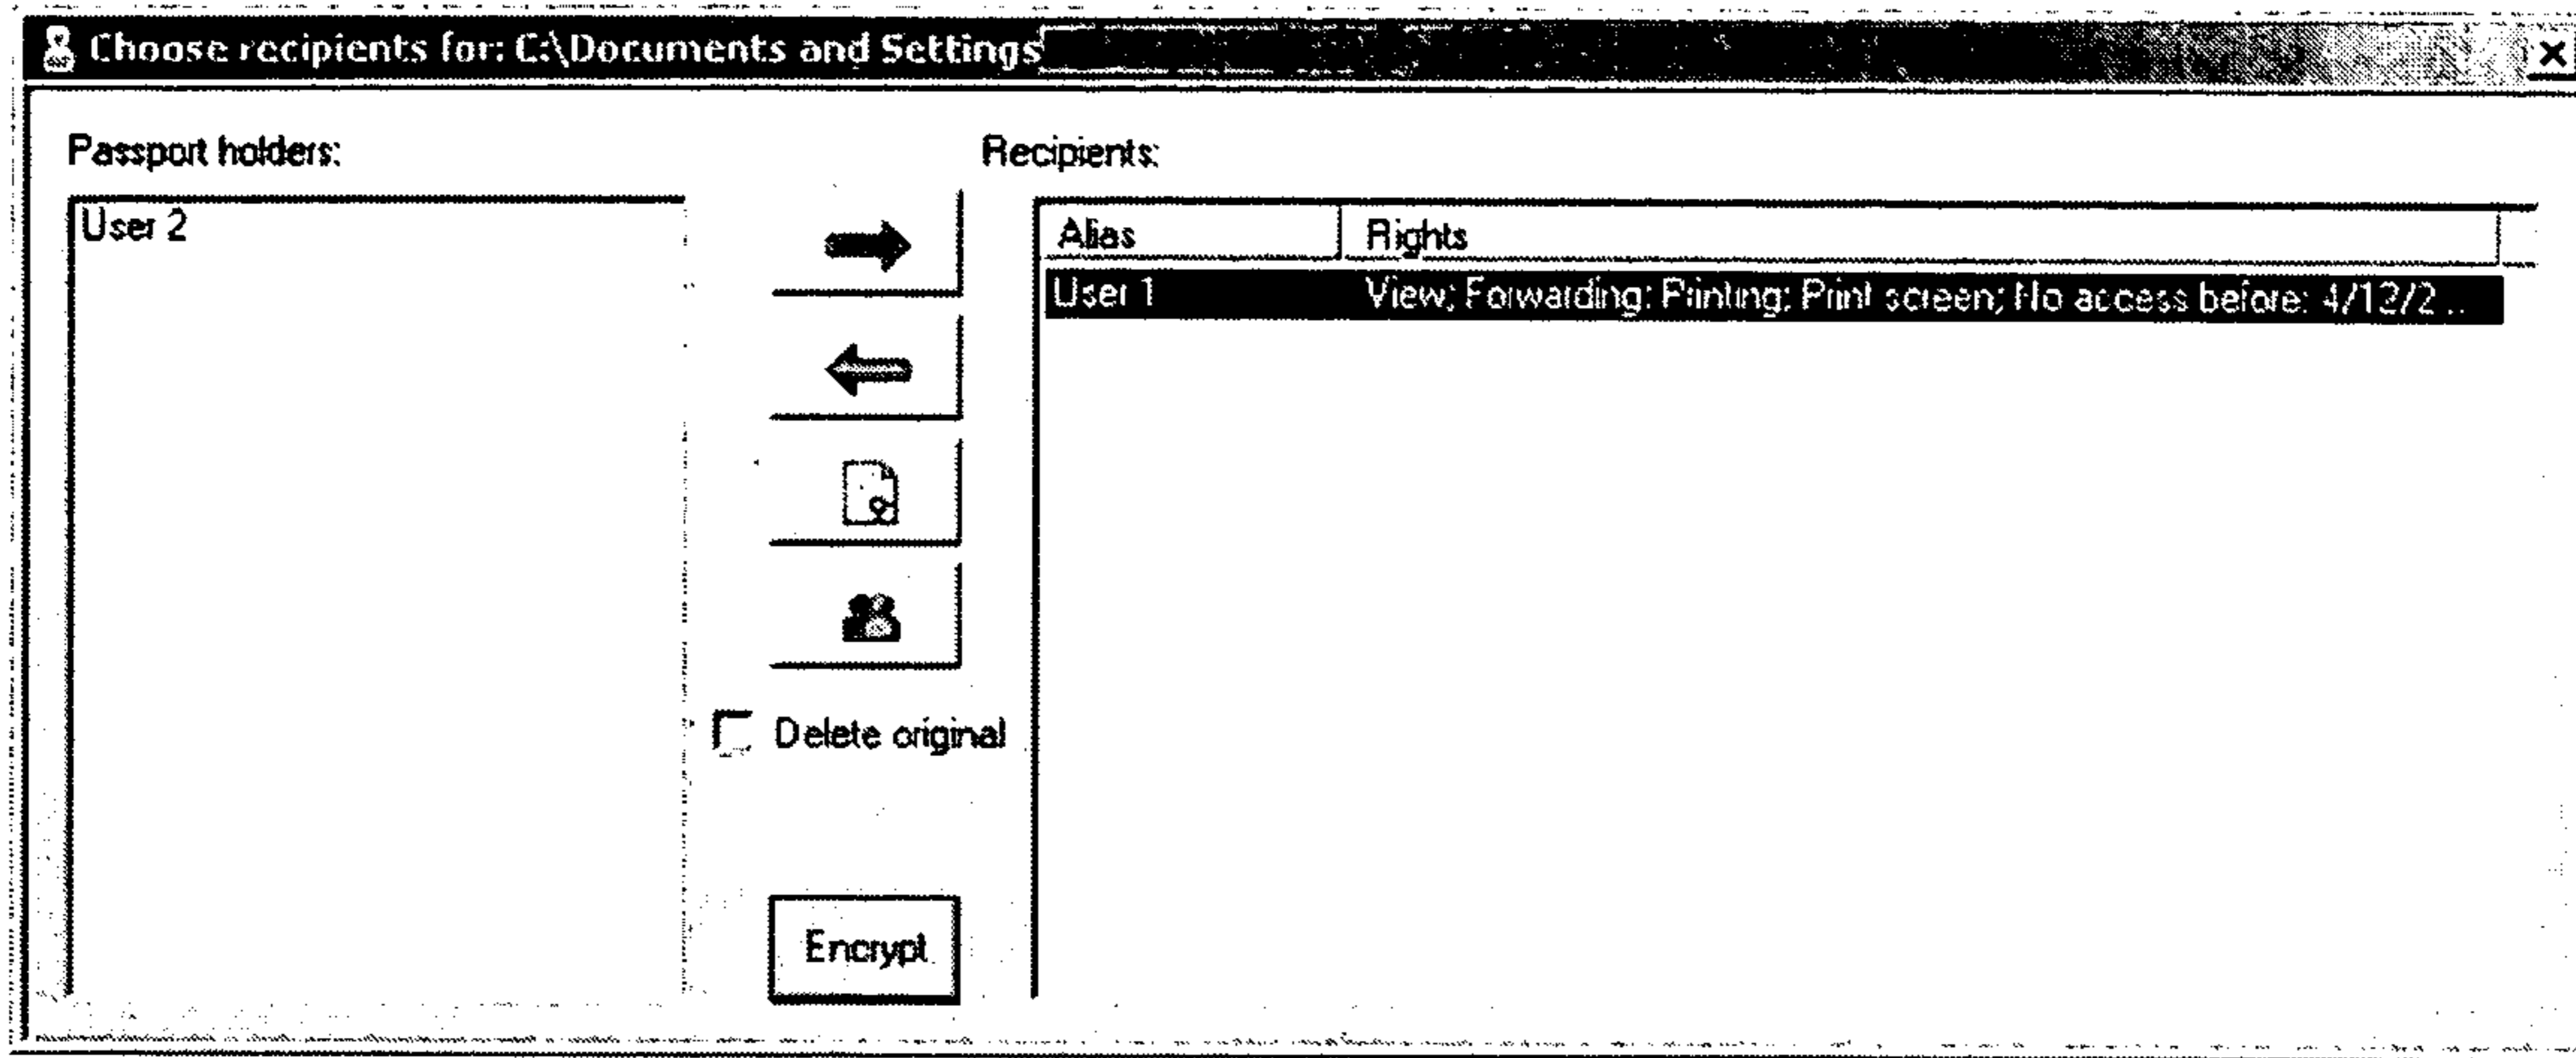 Choose recipients for: C:\Documents and Settings
Passport holders:
Recipients:
User 2
Alias Rights
User 1 View; Forwarding; Printing; Print screen; No access before: 4/12/2...
Delete original
Encrypt